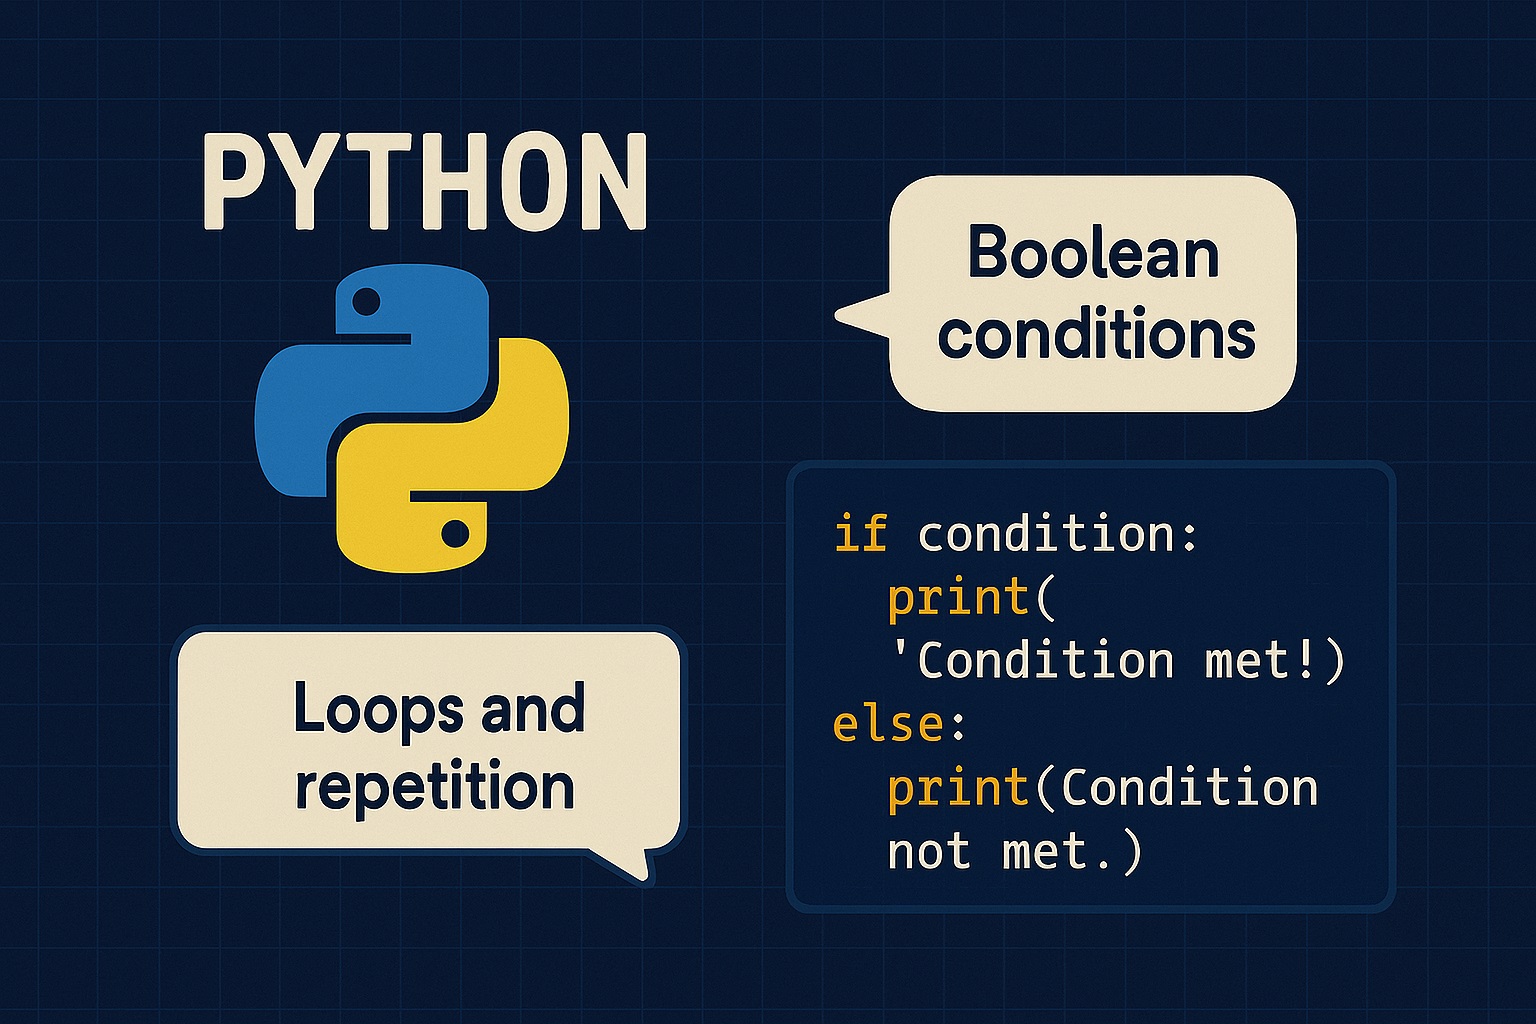 PYTHON
Loops and
repetition
Boolean
conditions
if condition:
print(
'Condition met!)
else:
print(Condition
not met.)